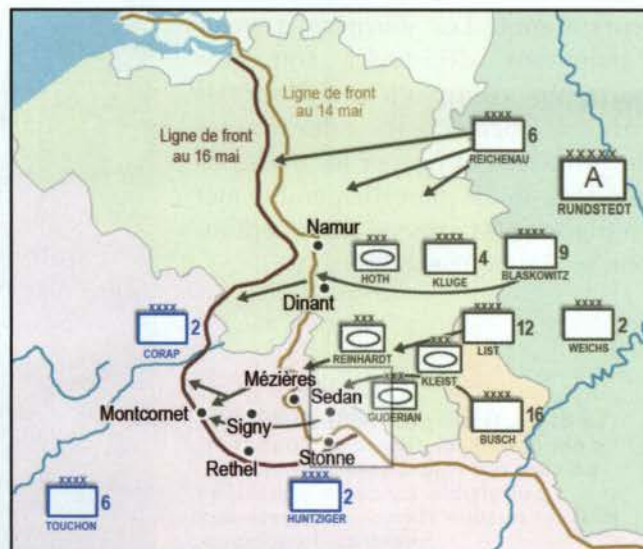 Ligne de front
au 14 mai
Ligne de front
au 16 mai
XXXX
6
REICHENAU
XXXXX
A
RUNDSTEDT
Namur
XXX
HOTH
XXXX
4
KLUGE
XXXX
9
BLASKOWITZ
Dinant
XXXX
2
CORAP
XXX
REINHARDT
XXXX
12
LIST
XXXX
2
WEICHS
XXX
KLEIST
Mézières
Sedan
XXX
GUDERIAN
Montcornet
Signy
XXXX
16
BUSCH
Rethel
Stonne
XXXX
6
TOUCHON
XXXX
2
HUNTZIGER